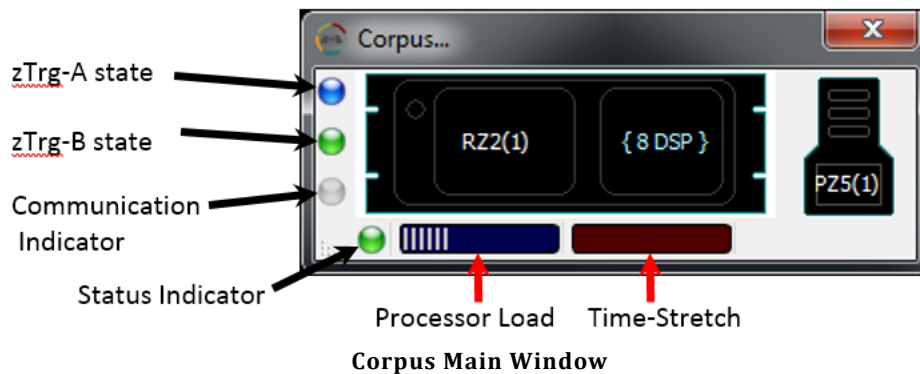 Corpus...
X
zTrg-A state
zTrg-B state
RZ2(1)
{ 8 DSP }
PZ5(1)
Communication
Indicator
Status Indicator
Processor Load
Time-Stretch
Corpus Main Window